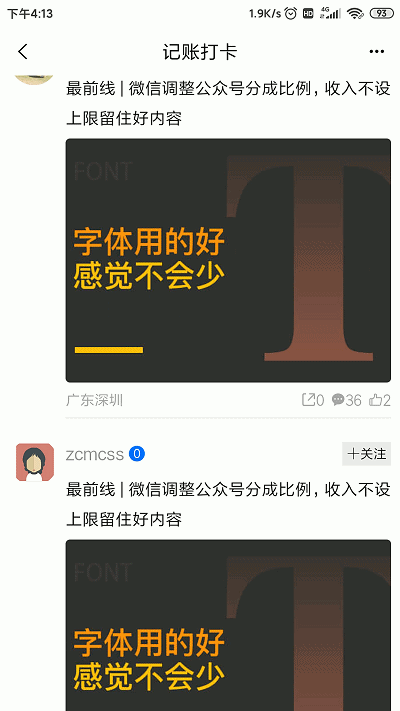 下午4:13
1.9K/s HD 4G 93
记账打卡
最前线 | 微信调整公众号分成比例，收入不设
上限留住好内容
FONT
T
字体用的好
感觉不会少
广东深圳
0 36 2
zcmcss 0
十关注
最前线 | 微信调整公众号分成比例，收入不设
上限留住好内容
FONT
T
字体用的好
感觉不会少